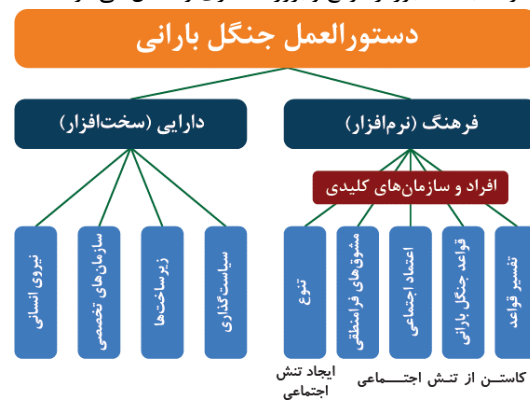 دستورالعمل جنگل بارانی
فرهنگ (نرم‌افزار)
دارایی (سخت‌افزار)
افراد و سازمان‌های کلیدی
تفسیر قواعد
قواعد جنگل بارانی
اعتماد اجتماعی
مشوق‌های فرامنطقی
تنوع
سیاست‌گذاری
زیرساخت‌ها
سازمان‌های تخصصی
نیروی انسانی
کاستن از تنش اجتماعی
ایجاد تنش
اجتماعی